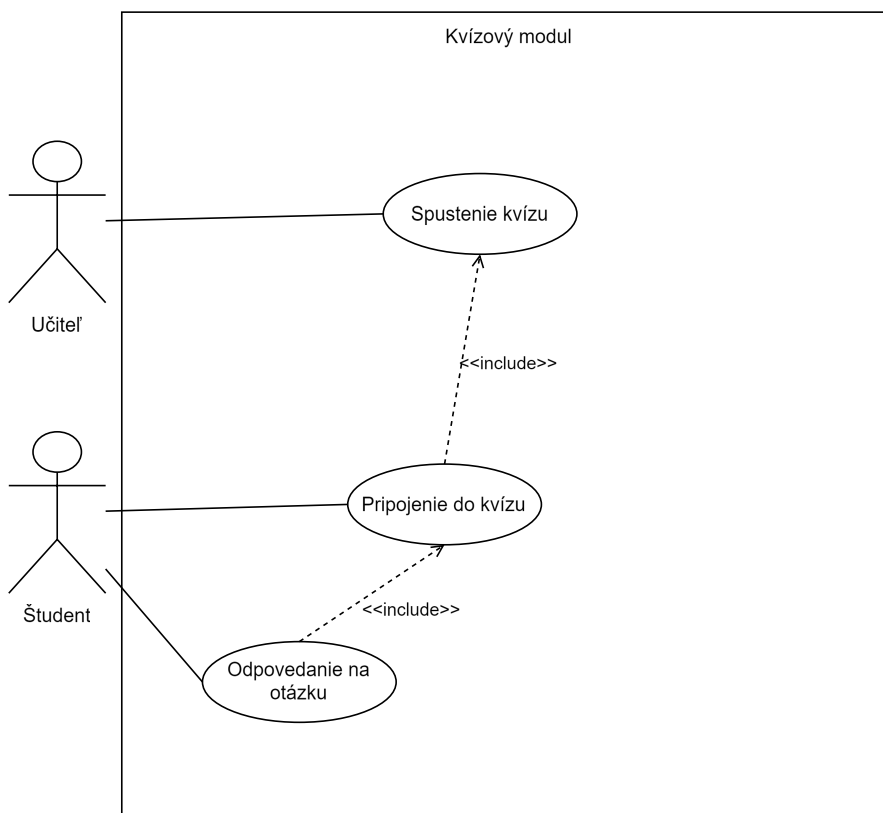 Kvízový modul
Spustenie kvízu
Učiteľ
<<include>>
Pripojenie do kvízu
<<include>>
Študent
Odpovedanie na
otázku